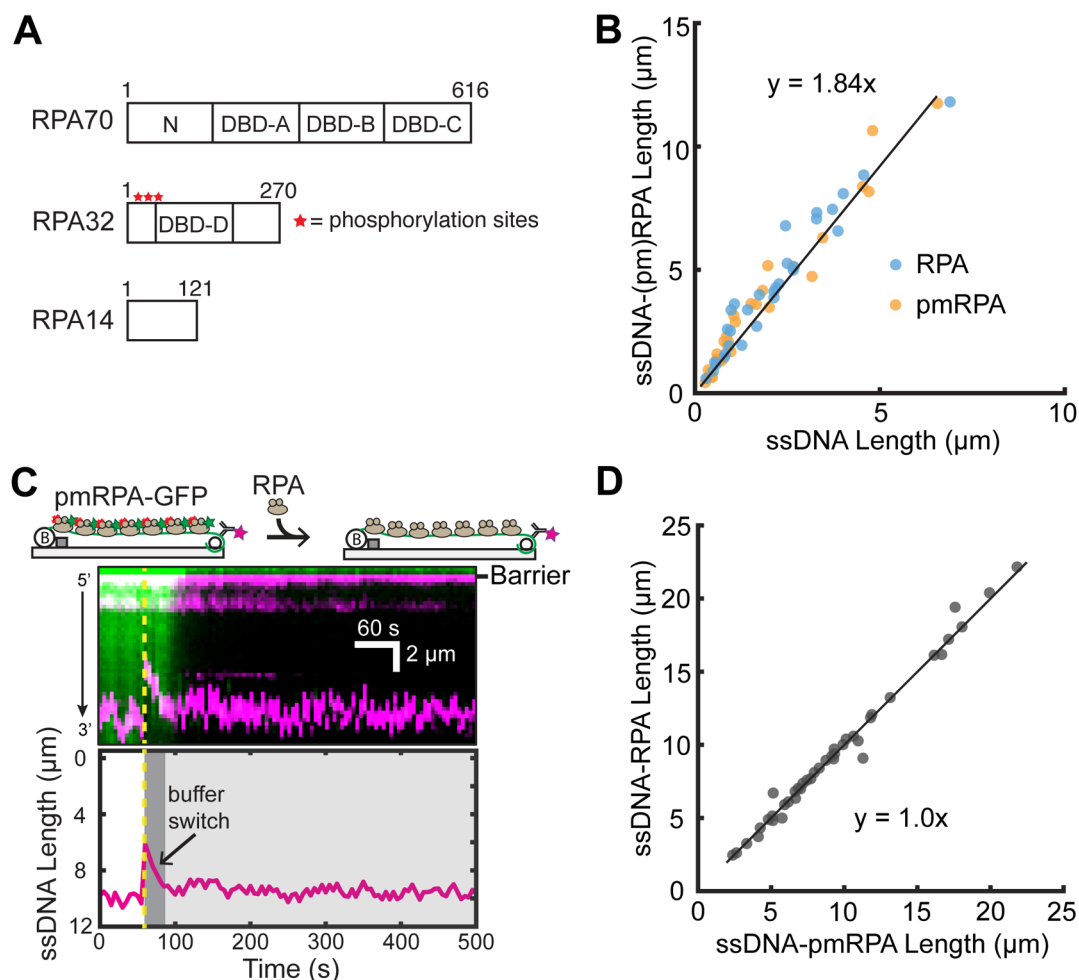 A
1
616
RPA70
N
DBD-A
DBD-B
DBD-C
1
270
RPA32
DBD-D
= phosphorylation sites
1
121
RPA14
B
15
10
5
0
0
5
10
y = 1.84x
RPA
pmRPA
ssDNA-(pm)RPA Length (µm)
ssDNA Length (µm)
C
pmRPA-GFP
RPA
B
B
5'
3'
Barrier
60 s
2 µm
ssDNA Length (µm)
0
4
8
12
buffer
switch
0
100
200
300
400
500
Time (s)
D
25
20
15
10
5
0
0
5
10
15
20
25
y = 1.0x
ssDNA-RPA Length (µm)
ssDNA-pmRPA Length (µm)